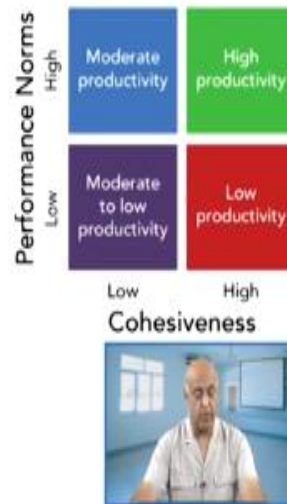 Performance Norms
High
Low
Moderate
productivity
High
productivity
Moderate
to low
productivity
Low
productivity
Low
High
Cohesiveness